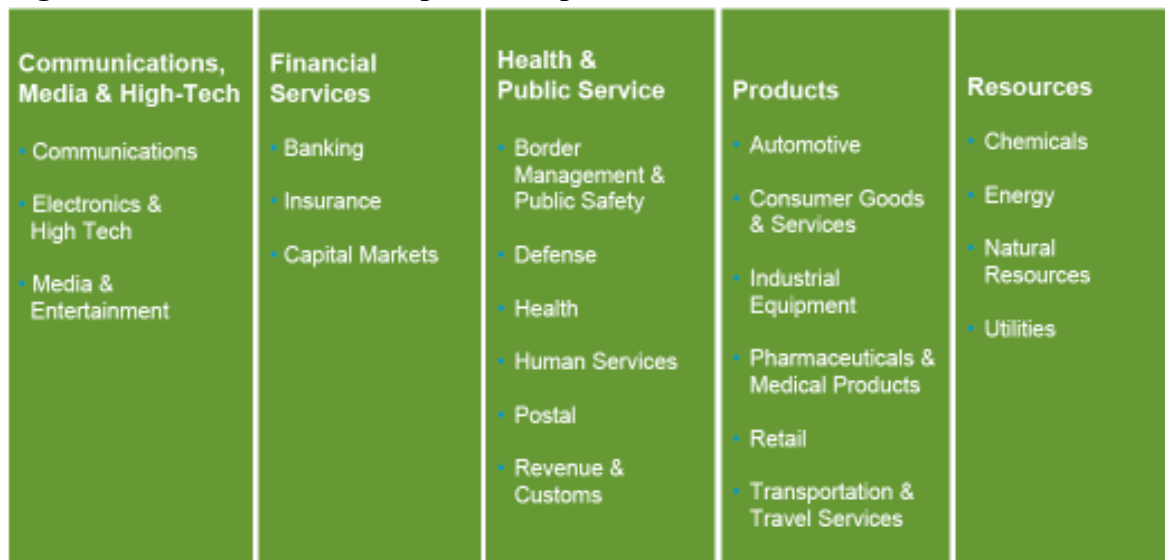 Communications,
Media & High-Tech
• Communications
• Electronics &
High Tech
• Media &
Entertainment
Financial
Services
• Banking
• Insurance
• Capital Markets
Health &
Public Service
• Border
Management &
Public Safety
• Defense
• Health
• Human Services
• Postal
• Revenue &
Customs
Products
• Automotive
• Consumer Goods
& Services
• Industrial
Equipment
• Pharmaceuticals &
Medical Products
• Retail
• Transportation &
Travel Services
Resources
• Chemicals
• Energy
• Natural
Resources
• Utilities